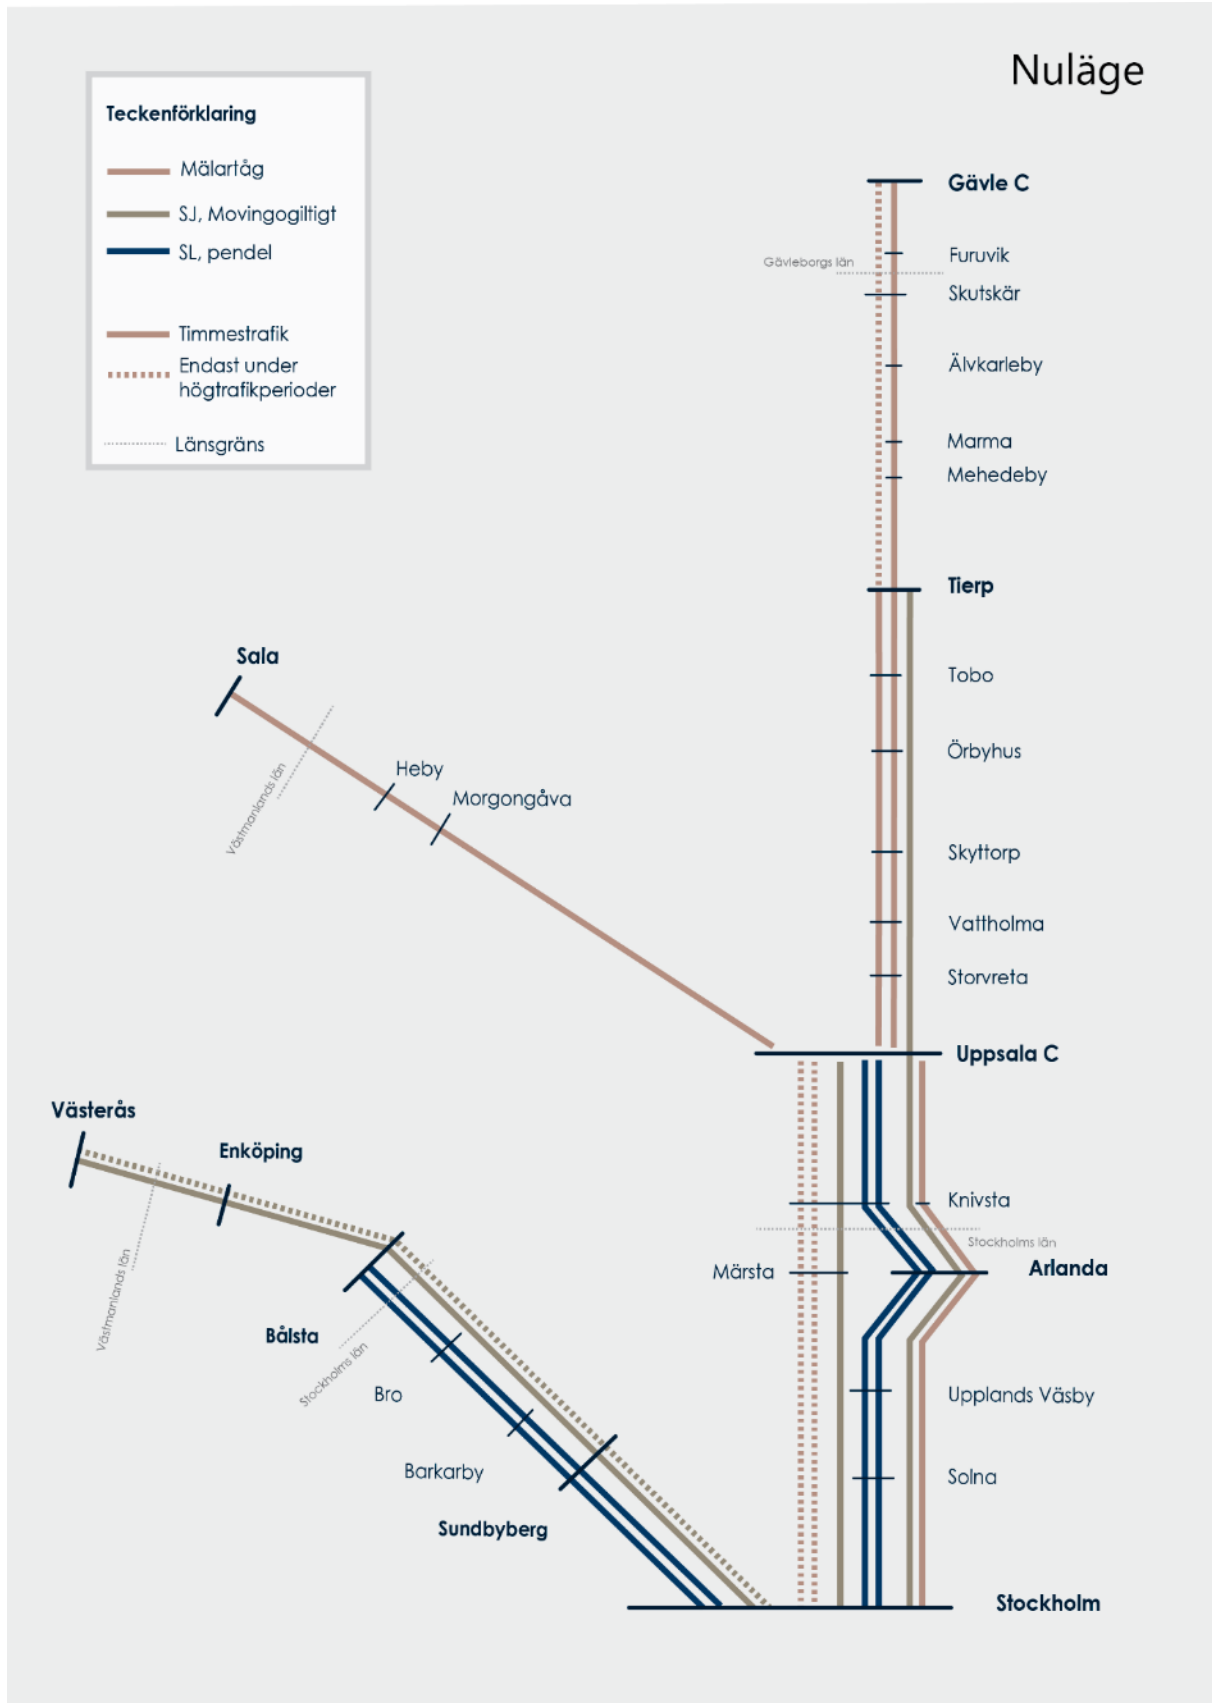 Nuläge
Teckenförklaring
Mälartåg
SJ, Movingogiltigt
SL, pendel
Timmestrafik
Endast under
högtrafikperioder
Länsgräns
Gävle C
Furuvik
Gävleborgs län
Skutskär
Älvkarleby
Marma
Mehedeby
Tierp
Tobo
Örbyhus
Skyttorp
Vattholma
Storvreta
Uppsala C
Sala
Västmanlands län
Heby
Morgongåva
Västerås
Enköping
Västmanlands län
Bålsta
Stockholms län
Bro
Barkarby
Sundbyberg
Knivsta
Stockholms län
Märsta
Arlanda
Upplands Väsby
Solna
Stockholm